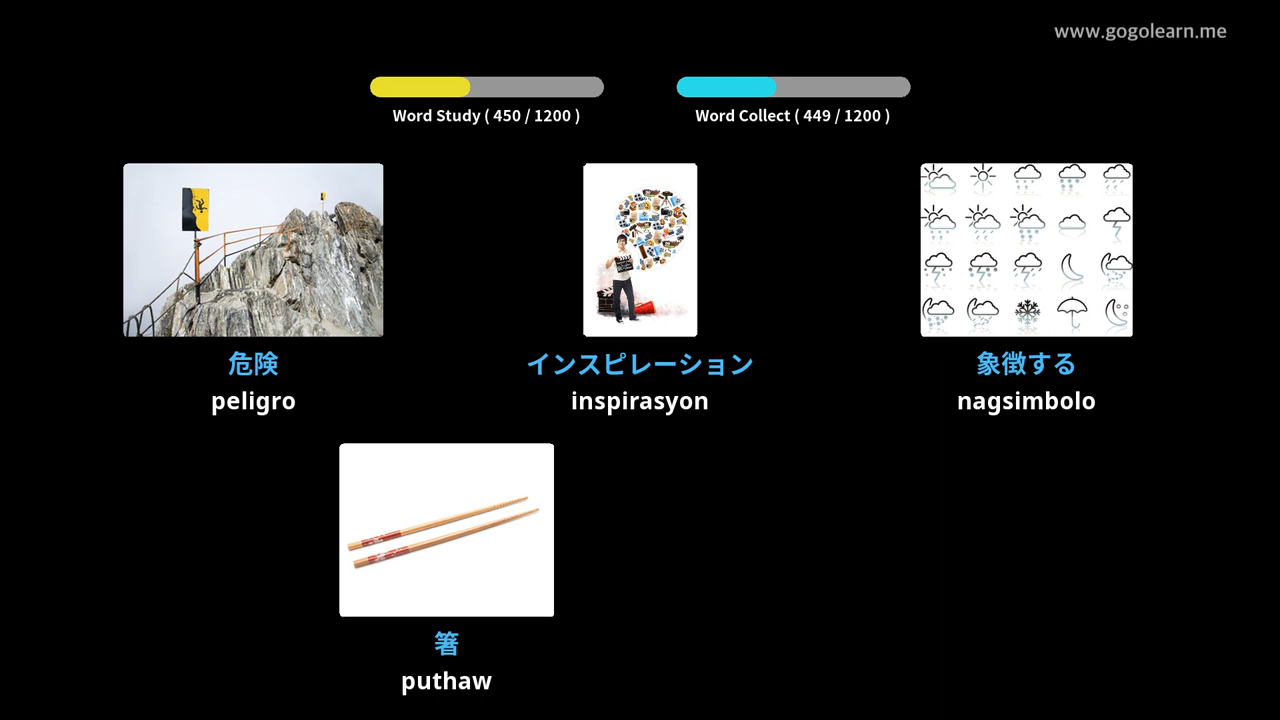 www.gogolearn.me
Word Study ( 450 / 1200 )
Word Collect ( 449 / 1200 )
危険
peligro
インスピレーション
inspirasyon
象徴する
nagsimbolo
箸
puthaw